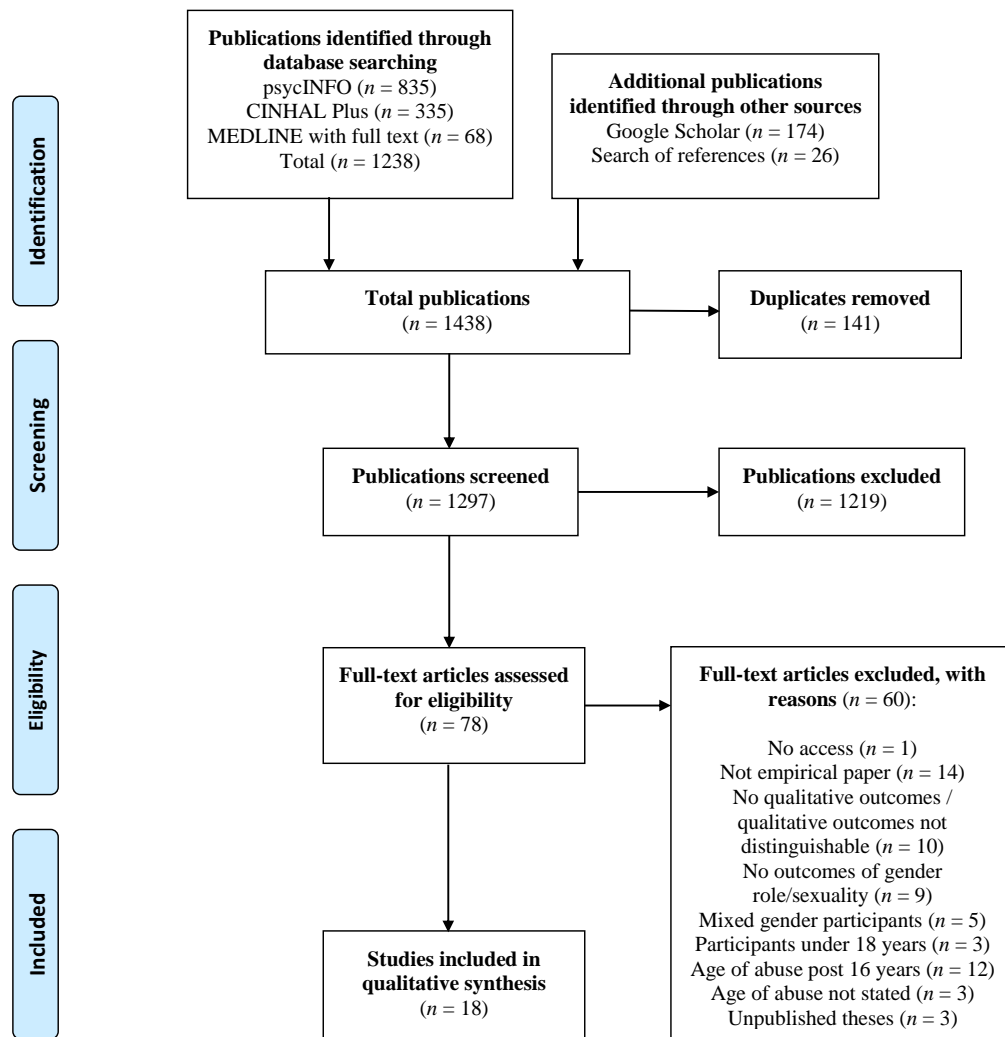 Publications identified through
database searching
psycINFO (n = 835)
CINHAL Plus (n = 335)
MEDLINE with full text (n = 68)
Total (n = 1238)
Additional publications
identified through other sources
Google Scholar (n = 174)
Search of references (n = 26)
Identification
Total publications
(n = 1438)
Duplicates removed
(n = 141)
Screening
Publications screened
(n = 1297)
Publications excluded
(n = 1219)
Eligibility
Full-text articles assessed
for eligibility
(n = 78)
Full-text articles excluded, with
reasons (n = 60):
No access (n = 1)
Not empirical paper (n = 14)
No qualitative outcomes /
qualitative outcomes not
distinguishable (n = 10)
No outcomes of gender
role/sexuality (n = 9)
Mixed gender participants (n = 5)
Participants under 18 years (n = 3)
Age of abuse post 16 years (n = 12)
Age of abuse not stated (n = 3)
Unpublished theses (n = 3)
Included
Studies included in
qualitative synthesis
(n = 18)